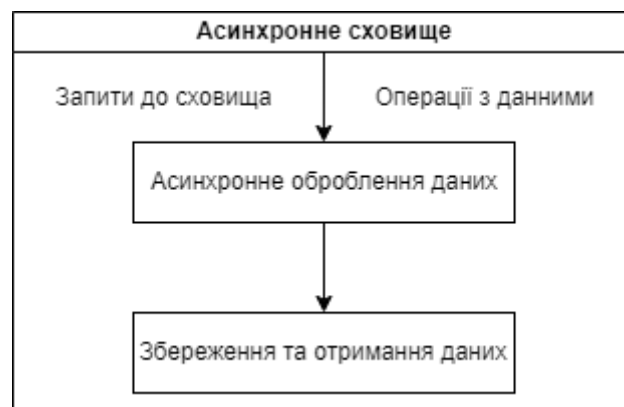 Асинхронне сховище
Запити до сховища
Операції з данними
Асинхронне оброблення даних
Збереження та отримання даних